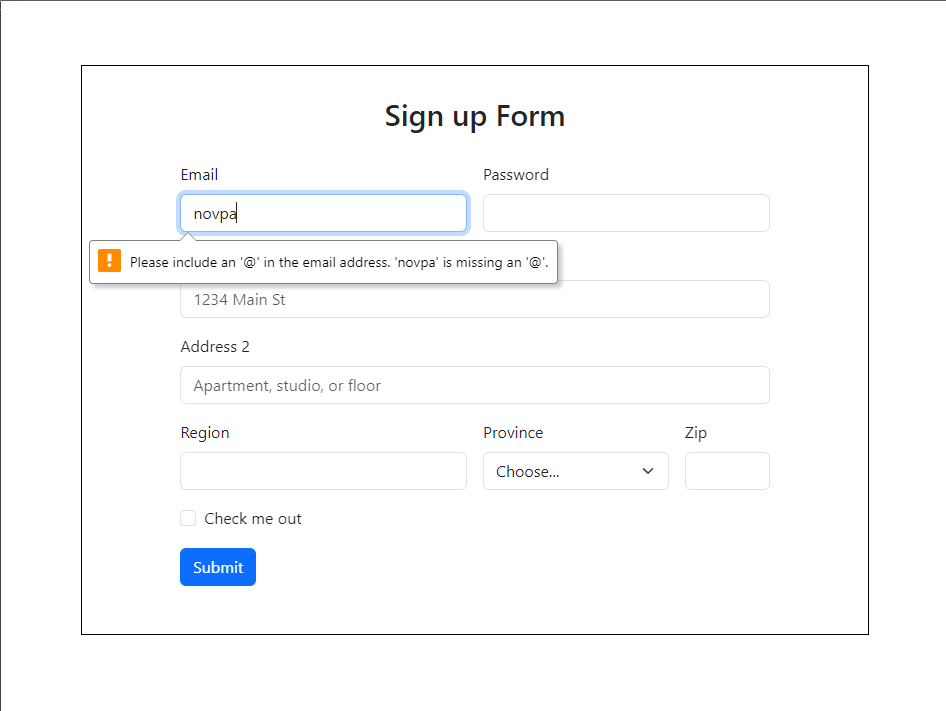 Sign up Form
Email
Password
novpa
Please include an '@' in the email address. 'novpa' is missing an '@'.
1234 Main St
Address 2
Apartment, studio, or floor
Region
Province
Zip
Choose...
Check me out
Submit